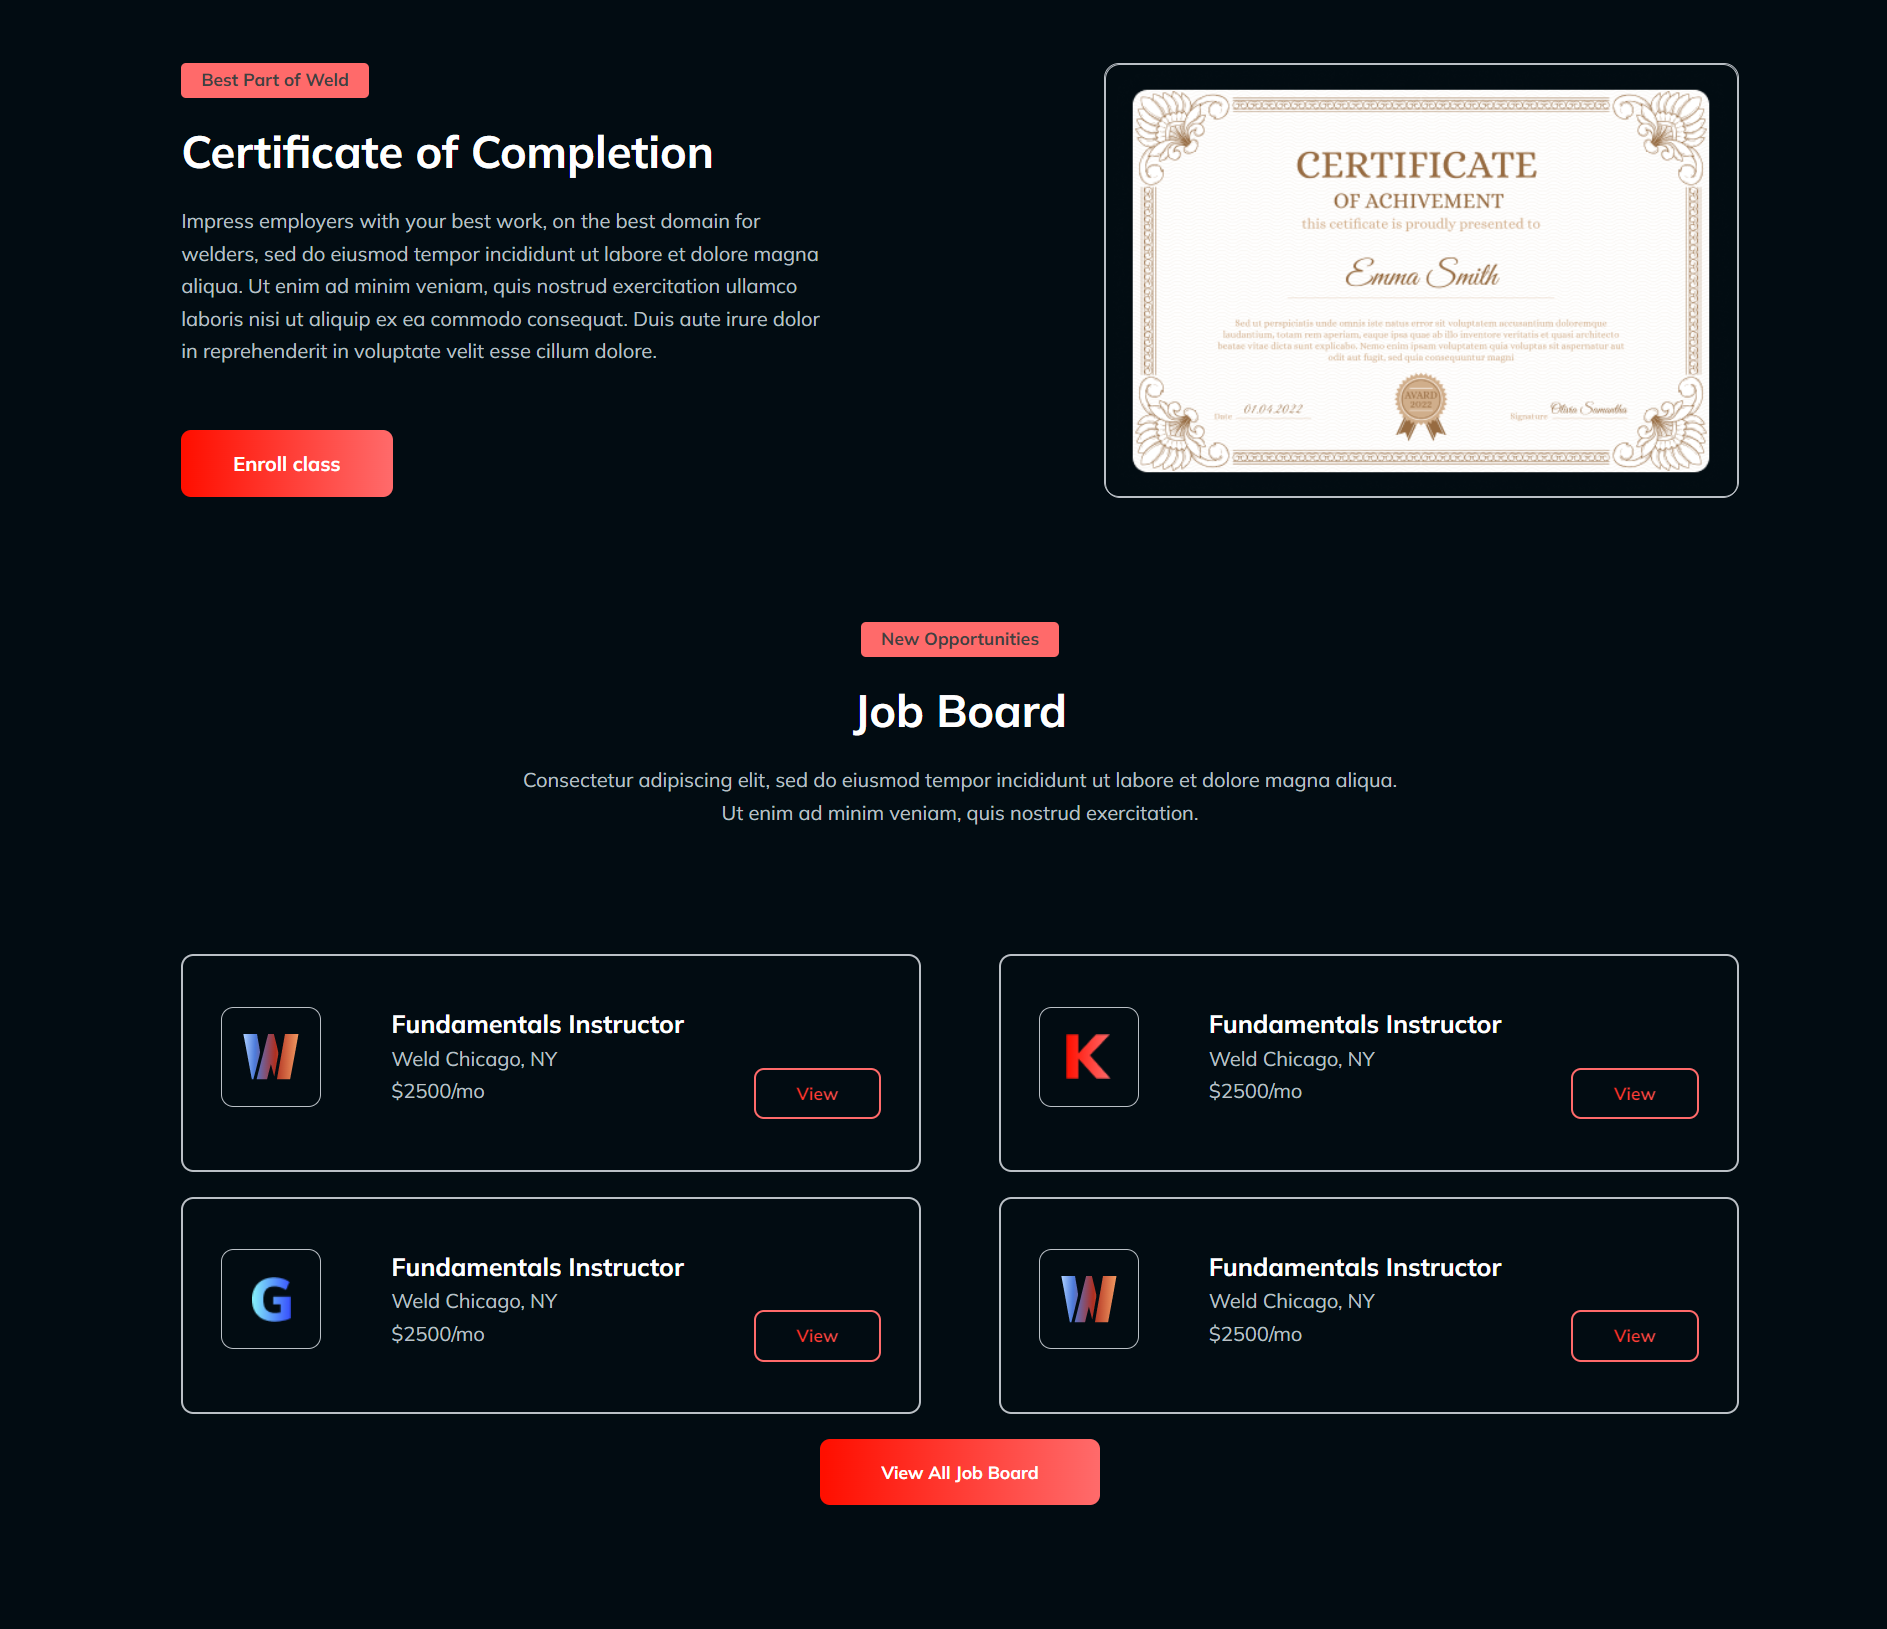 Best Part of Weld
Certificate of Completion
Impress employers with your best work, on the best domain for
welders, sed do eiusmod tempor incididunt ut labore et dolore magna
aliqua. Ut enim ad minim veniam, quis nostrud exercitation ullamco
laboris nisi ut aliquip ex ea commodo consequat. Duis aute irure dolor
in reprehenderit in voluptate velit esse cillum dolore.
Enroll class
CERTIFICATE
OF ACHIVEMENT
this cetificate is proudly presented to
Emma Smith
Sed ut perspiciatis unde omnis iste natus error sit voluptatem accusantium doloremque
laudantium, totam rem aperiam, eaque ipsa quae ab illo inventore veritatis et quasi architecto
beatae vitae dicta sunt explicabo. Nemo enim ipsam voluptatem quia voluptas sit aspernatur aut
odit aut fugit, sed quia consequuntur magni
Date 01.04.2022
AVARD
2022
Signature Olivia Samantha
New Opportunities
Job Board
Consectetur adipiscing elit, sed do eiusmod tempor incididunt ut labore et dolore magna aliqua.
Ut enim ad minim veniam, quis nostrud exercitation.
W
Fundamentals Instructor
Weld Chicago, NY
$2500/mo
View
K
Fundamentals Instructor
Weld Chicago, NY
$2500/mo
View
G
Fundamentals Instructor
Weld Chicago, NY
$2500/mo
View
W
Fundamentals Instructor
Weld Chicago, NY
$2500/mo
View
View All Job Board